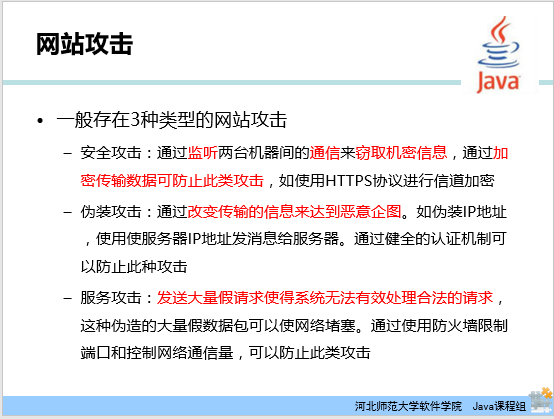 网站攻击
Java
• 一般存在3种类型的网站攻击
– 安全攻击：通过监听两台机器间的通信来窃取机密信息，通过加
密传输数据可防止此类攻击，如使用HTTPS协议进行信道加密
– 伪装攻击：通过改变传输的信息来达到恶意企图。如伪装IP地址
，使用使服务器IP地址发消息给服务器。通过健全的认证机制可
以防止此种攻击
– 服务攻击：发送大量假请求使得系统无法有效处理合法的请求，
这种伪造的大量假数据包可以使网络堵塞。通过使用防火墙限制
端口和控制网络通信量，可以防止此类攻击
河北师范大学软件学院 Java课程组